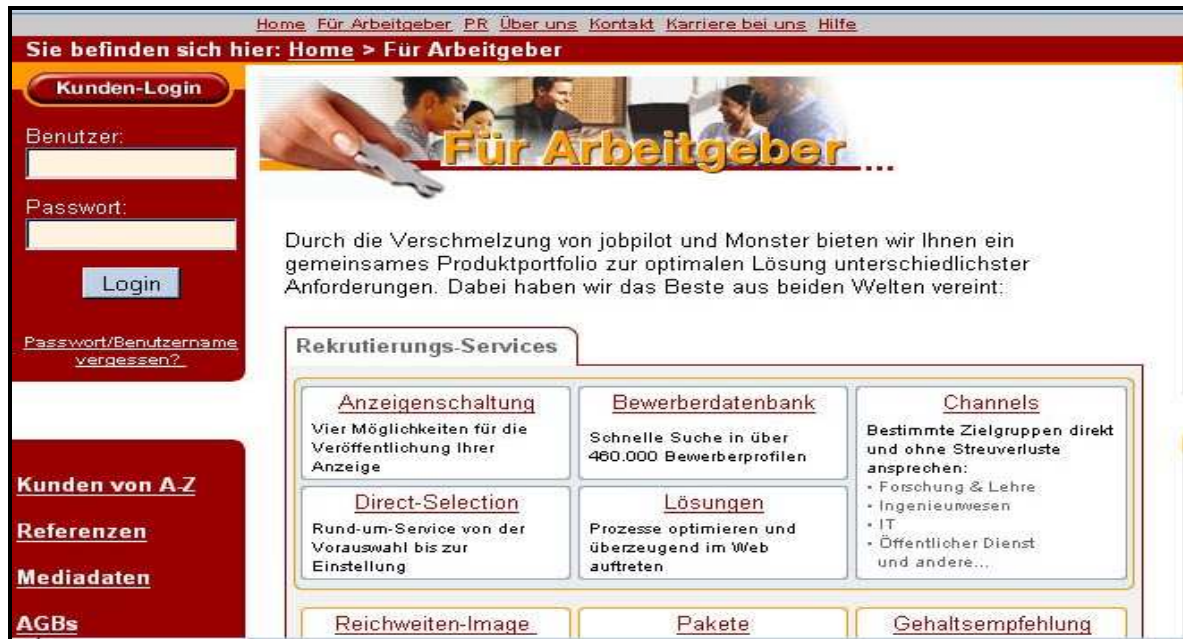 Home Für Arbeitgeber PR Über uns Kontakt Karriere bei uns Hilfe
Sie befinden sich hier: Home > Für Arbeitgeber
Kunden-Login
Benutzer:
Passwort:
Login
Passwort/Benutzername
vergessen?
Kunden von A-Z
Referenzen
Mediadaten
AGBs
Für Arbeitgeber...
Durch die Verschmelzung von jobpilot und Monster bieten wir Ihnen ein
gemeinsames Produktportfolio zur optimalen Lösung unterschiedlichster
Anforderungen. Dabei haben wir das Beste aus beiden Welten vereint:
Rekrutierungs-Services
Anzeigenschaltung
Vier Möglichkeiten für die
Veröffentlichung Ihrer
Anzeige
Bewerberdatenbank
Schnelle Suche in über
460.000 Bewerberprofilen
Channels
Bestimmte Zielgruppen direkt
und ohne Streuverluste
ansprechen:
• Forschung & Lehre
• Ingenieurwesen
• IT
• Öffentlicher Dienst
und andere...
Direct-Selection
Rund-um-Service von der
Vorauswahl bis zur
Einstellung
Lösungen
Prozesse optimieren und
überzeugend im Web
auftreten
Reichweiten-Image
Pakete
Gehaltsempfehlung